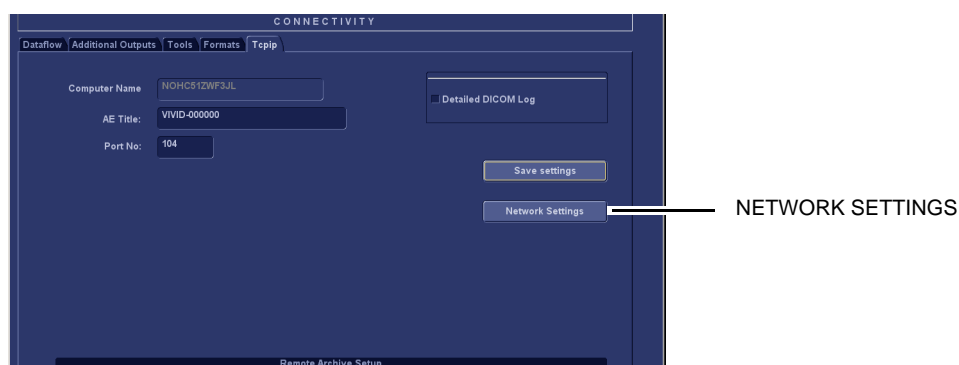 CONNECTIVITY
Dataflow Additional Outputs Tools Formats Tcpip
Computer Name NOHC51ZWF3JL
Detailed DICOM Log
AE Title: VIVID-000000
Port No: 104
Save settings
Network Settings
NETWORK SETTINGS
Remote Archive Setup